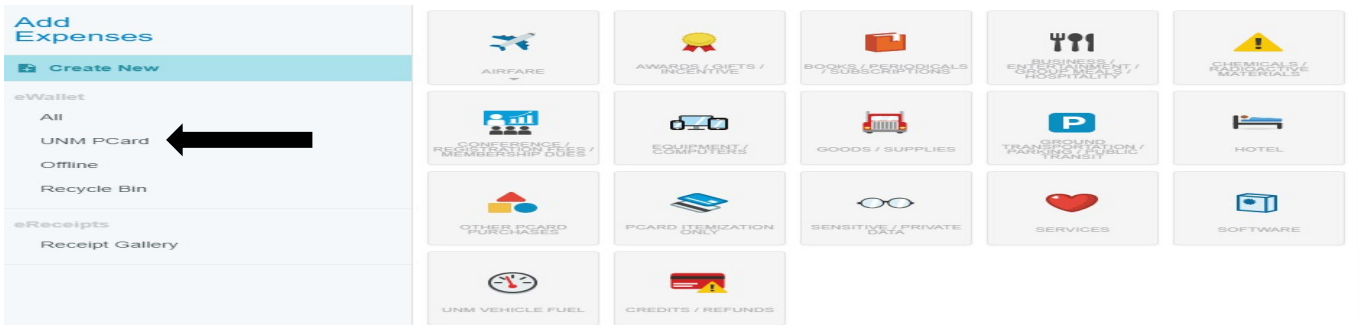 Add
Expenses
Create New
eWallet
All
UNM PCard
Offline
Recycle Bin
eReceipts
Receipt Gallery
AIRFARE
AWARDS / GIFTS /
INCENTIVE
BOOKS / PERIODICALS
/ SUBSCRIPTIONS
BUSINESS /
ENTERTAINMENT /
GROUP MEALS /
HOSPITALITY
CHEMICALS /
RADIOACTIVE
MATERIALS
CONFERENCE /
REGISTRATION FEES /
MEMBERSHIP DUES
EQUIPMENT /
COMPUTERS
GOODS / SUPPLIES
P
GROUND
TRANSPORTATION /
PARKING / PUBLIC
TRANSIT
HOTEL
OTHER PCARD
PURCHASES
PCARD ITEMIZATION
ONLY
SENSITIVE / PRIVATE
DATA
SERVICES
SOFTWARE
UNM VEHICLE FUEL
CREDITS / REFUNDS